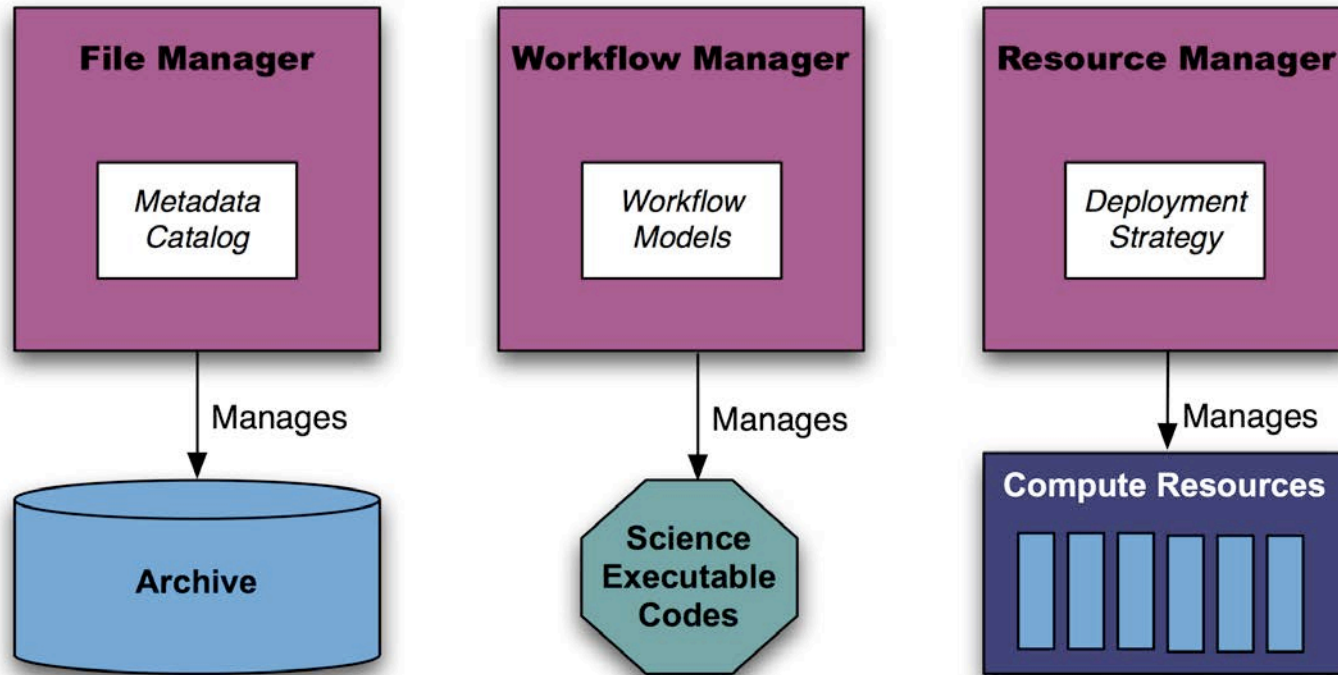 File Manager
Workflow Manager
Resource Manager
Metadata
Catalog
Workflow
Models
Deployment
Strategy
Manages
Manages
Manages
Archive
Science
Executable
Codes
Compute Resources